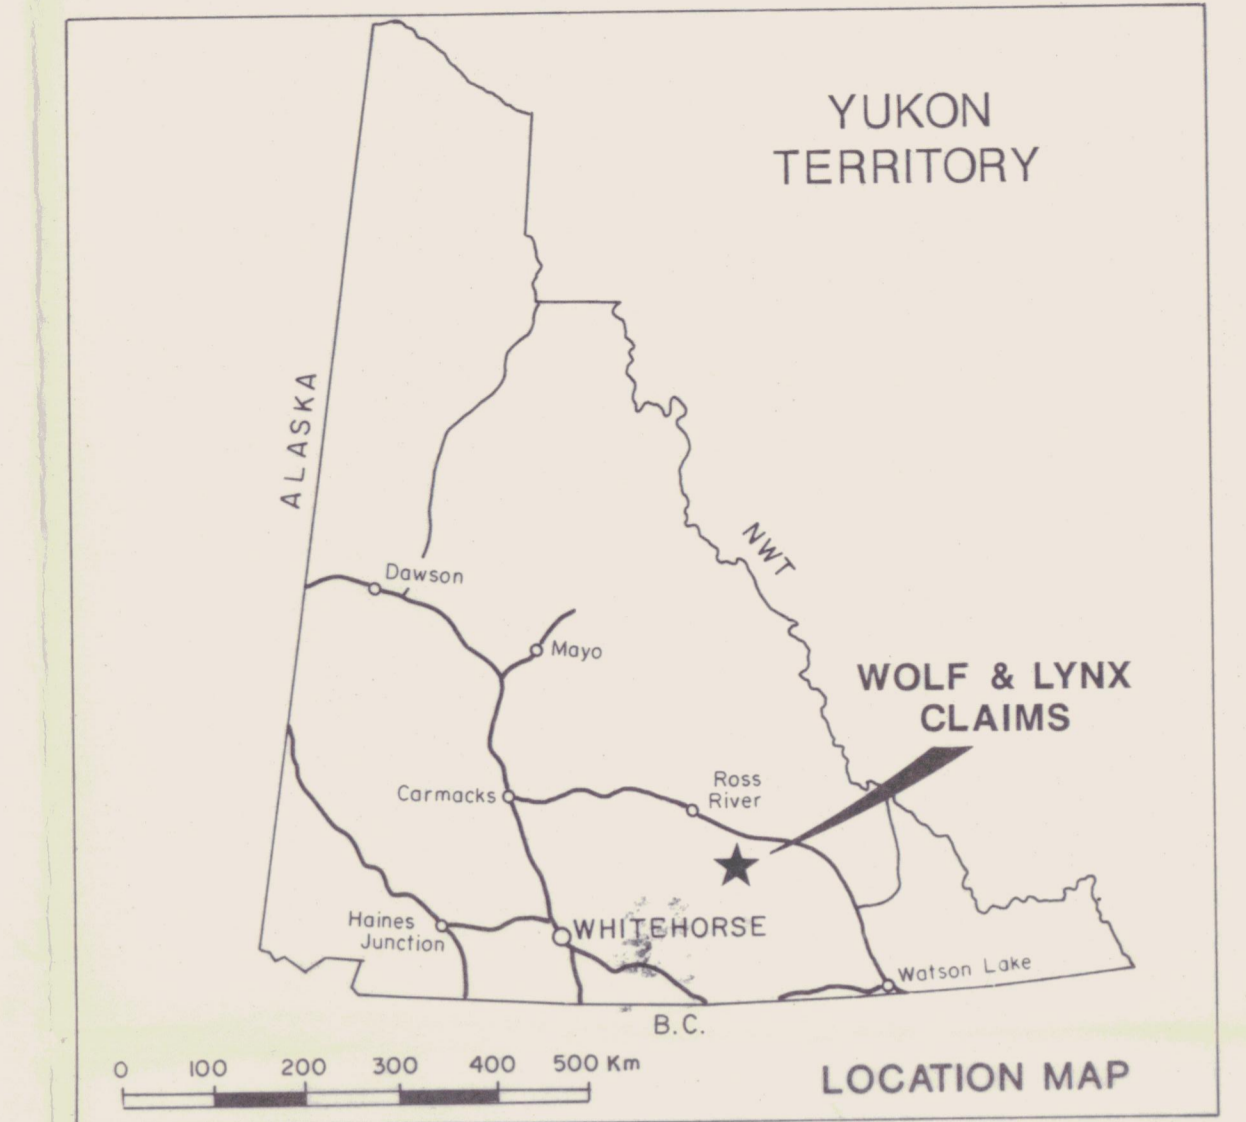 YUKON
TERRITORY
ALASKA
NWT
Dawson
Mayo
WOLF & LYNX
CLAIMS
Ross
River
Carmacks
Haines
Junction
WHITEHORSE
Watson Lake
B.C.
0 100 200 300 400 500 Km
LOCATION MAP